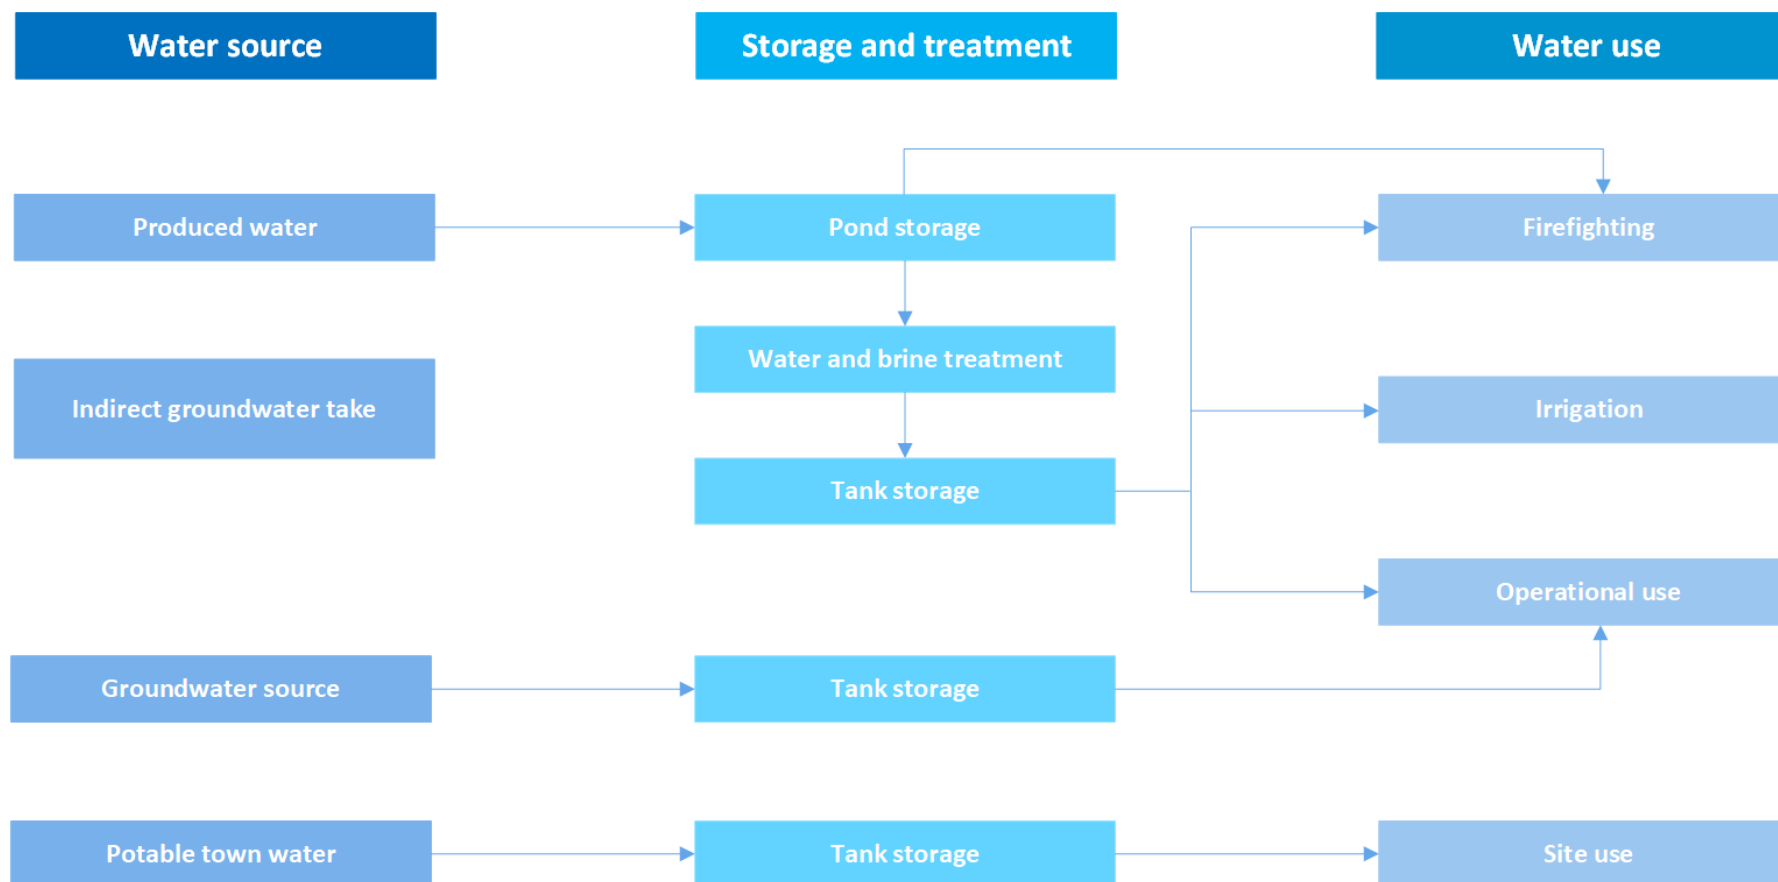 Water source
Storage and treatment
Water use
Produced water
Pond storage
Firefighting
Water and brine treatment
Indirect groundwater take
Irrigation
Tank storage
Operational use
Groundwater source
Tank storage
Potable town water
Tank storage
Site use